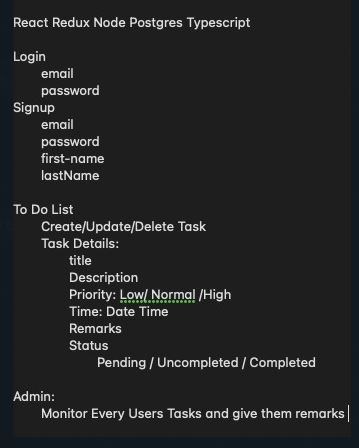 React Redux Node Postgres Typescript
Login
email
password
Signup
email
password
first-name
lastName
To Do List
Create/Update/Delete Task
Task Details:
title
Description
Priority: Low/ Normal /High
Time: Date Time
Remarks
Status
Pending / Uncompleted / Completed
Admin:
Monitor Every Users Tasks and give them remarks